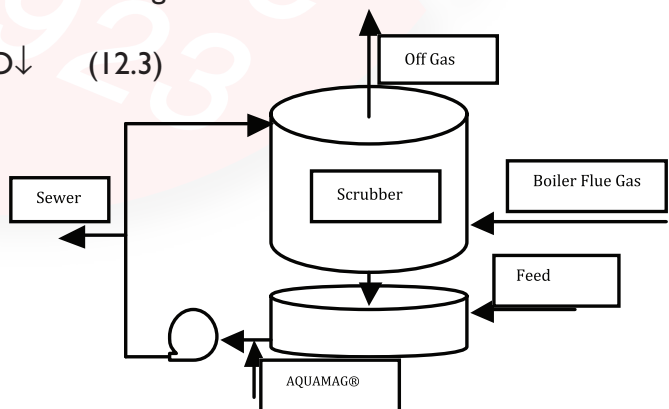 O↓ (12.3)
Off Gas
Scrubber
Boiler Flue Gas
Sewer
Feed
AQUAMAG®